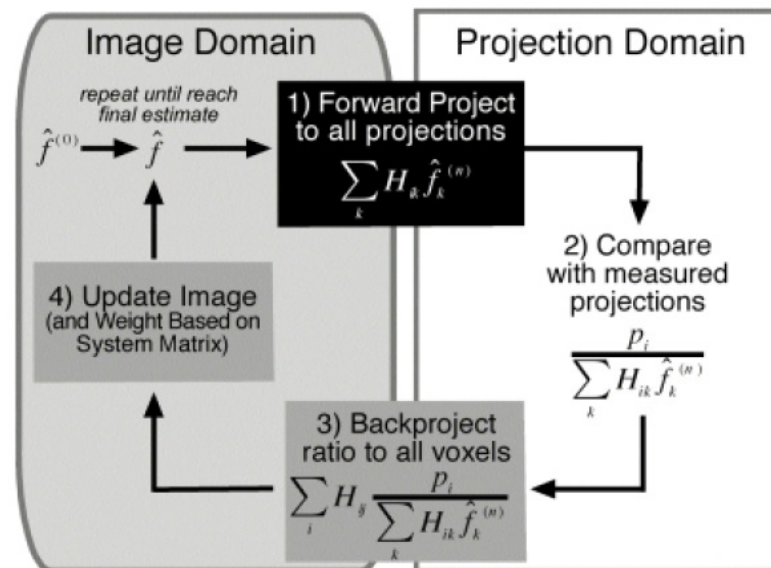 Image Domain
Projection Domain
repeat until reach
final estimate
f̂⁽⁰⁾ → f̂
1) Forward Project
to all projections
∑ₖ Hᵢₖ f̂ₖ⁽ⁿ⁾
2) Compare
with measured
projections
pᵢ / ∑ₖ Hᵢₖ f̂ₖ⁽ⁿ⁾
3) Backproject
ratio to all voxels
∑ᵢ Hᵢⱼ pᵢ / ∑ₖ Hᵢₖ f̂ₖ⁽ⁿ⁾
4) Update Image
(and Weight Based on
System Matrix)